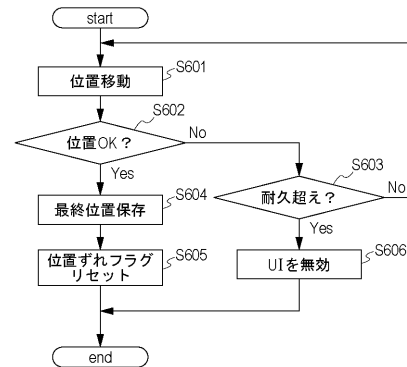 start
位置移動
S601
位置OK？
S602
No
Yes
耐久超え？
S603
No
Yes
最終位置保存
S604
位置ずれフラグ
リセット
S605
UIを無効
S606
end